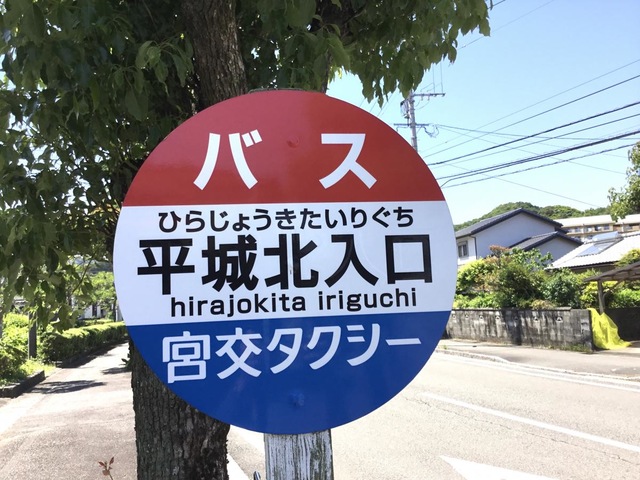 バス
ひらじょうきたいりぐち
平城北入口
hirajokita iriguchi
宮交タクシー